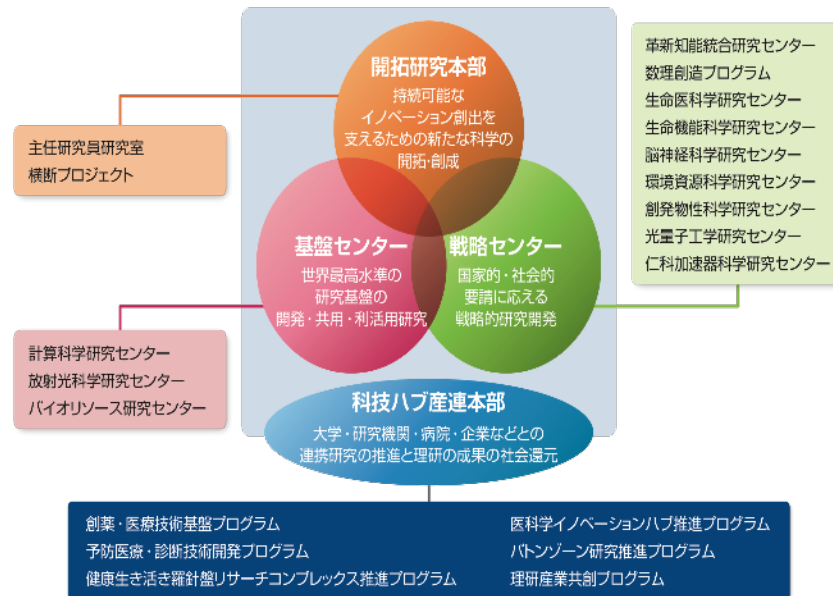 開拓研究本部
持続可能な
イノベーション創出を
支えるための新たな科学の
開拓・創成
主任研究員研究室
横断プロジェクト
革新知能統合研究センター
数理創造プログラム
生命医科学研究センター
生命機能科学研究センター
脳神経科学研究センター
環境資源科学研究センター
創発物性科学研究センター
光量子工学研究センター
仁科加速器科学研究センター
基盤センター
世界最高水準の
研究基盤の
開発・共用・利活用研究
戦略センター
国家的・社会的
要請に応える
戦略的研究開発
計算科学研究センター
放射光科学研究センター
バイオリソース研究センター
科技ハブ産連本部
大学・研究機関・病院・企業などとの
連携研究の推進と理研の成果の社会還元
創薬・医療技術基盤プログラム
予防医療・診断技術開発プログラム
健康生き活き羅針盤リサーチコンプレックス推進プログラム
医科学イノベーションハブ推進プログラム
バトンゾーン研究推進プログラム
理研産業共創プログラム